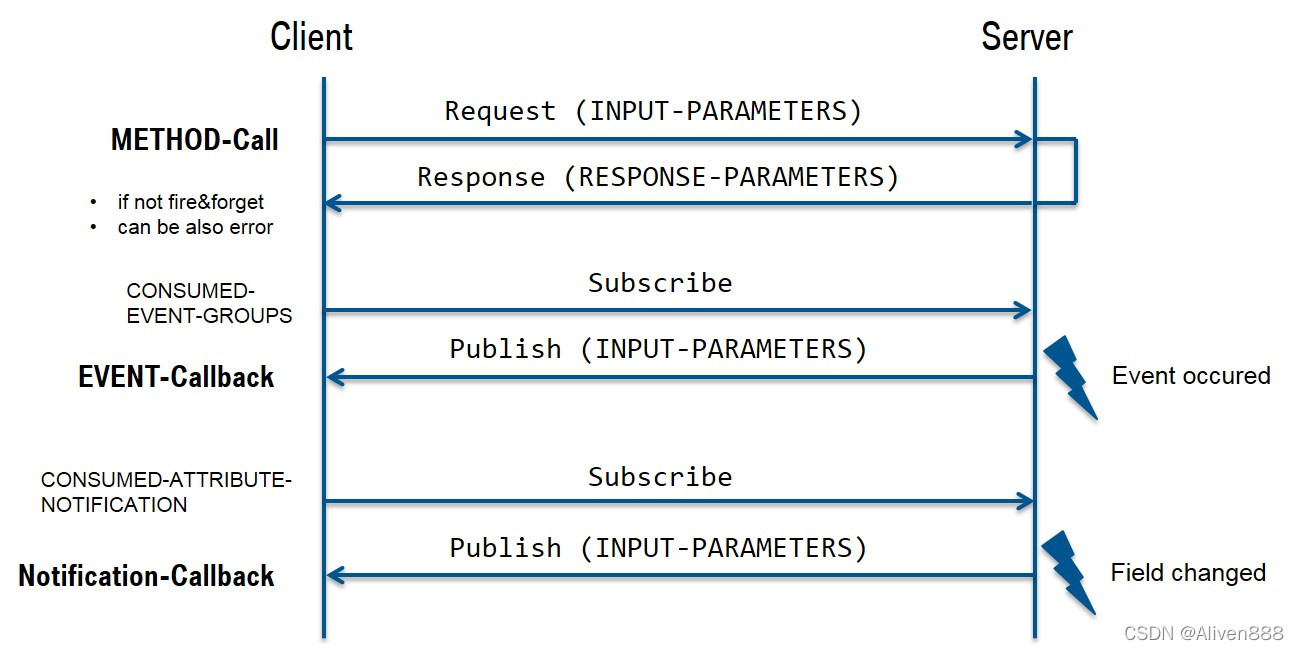 Client
Server
Request (INPUT-PARAMETERS)
METHOD-Call
Response (RESPONSE-PARAMETERS)
• if not fire&forget
• can be also error
Subscribe
CONSUMED-
EVENT-GROUPS
Publish (INPUT-PARAMETERS)
EVENT-Callback
Event occured
Subscribe
CONSUMED-ATTRIBUTE-
NOTIFICATION
Publish (INPUT-PARAMETERS)
Notification-Callback
Field changed
CSDN @Aliven888